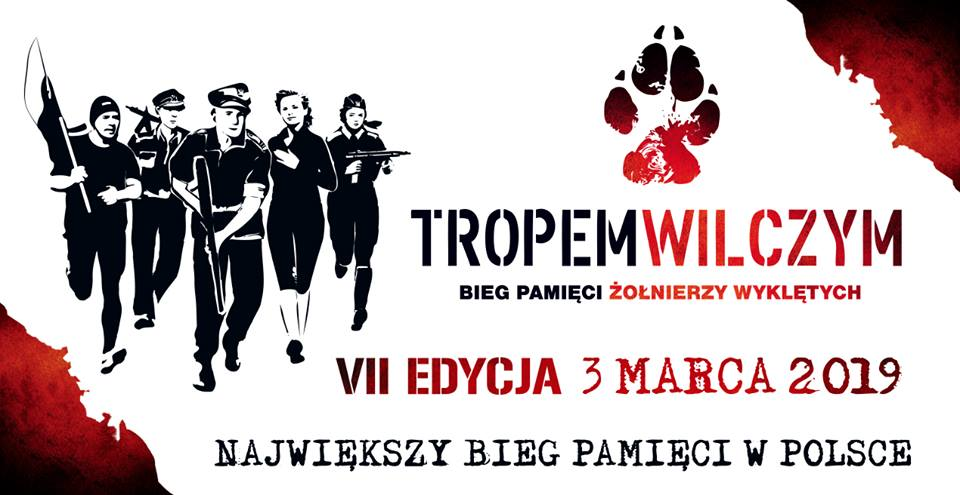 TROPEMWILCZYM
BIEG PAMIĘCI ŻOŁNIERZY WYKLĘTYCH
VII EDYCJA 3 MARCA 2019
NAJWIĘKSZY BIEG PAMIĘCI W POLSCE